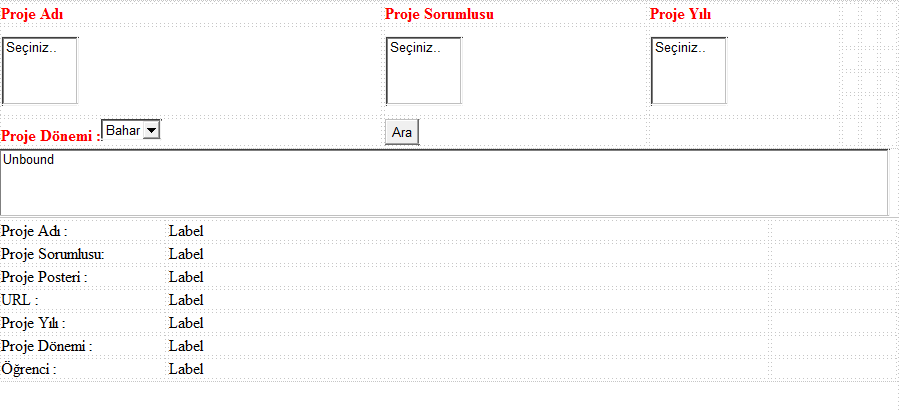 Proje Adı Proje Sorumlusu Proje Yılı
Seçiniz.. Seçiniz.. Seçiniz..
Proje Dönemi : Bahar Ara
Unbound
Proje Adı : Label
Proje Sorumlusu: Label
Proje Posteri : Label
URL : Label
Proje Yılı : Label
Proje Dönemi : Label
Öğrenci : Label